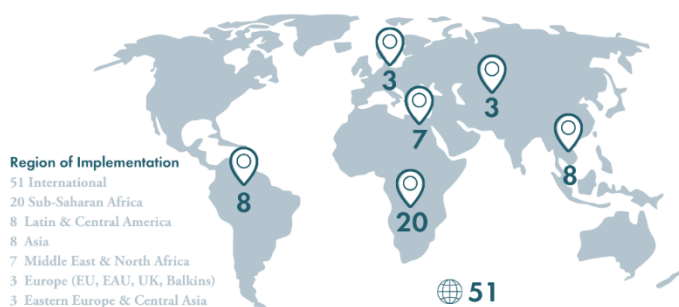 3
3
7
8
8
20
51
Region of Implementation
51 International
20 Sub-Saharan Africa
8 Latin & Central America
8 Asia
7 Middle East & North Africa
3 Europe (EU, EAU, UK, Balkins)
3 Eastern Europe & Central Asia